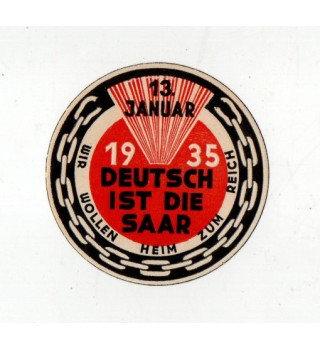 13.
JANUAR
19 35
DEUTSCH
IST DIE
SAAR
WIR WOLLEN HEIM ZUM REICH